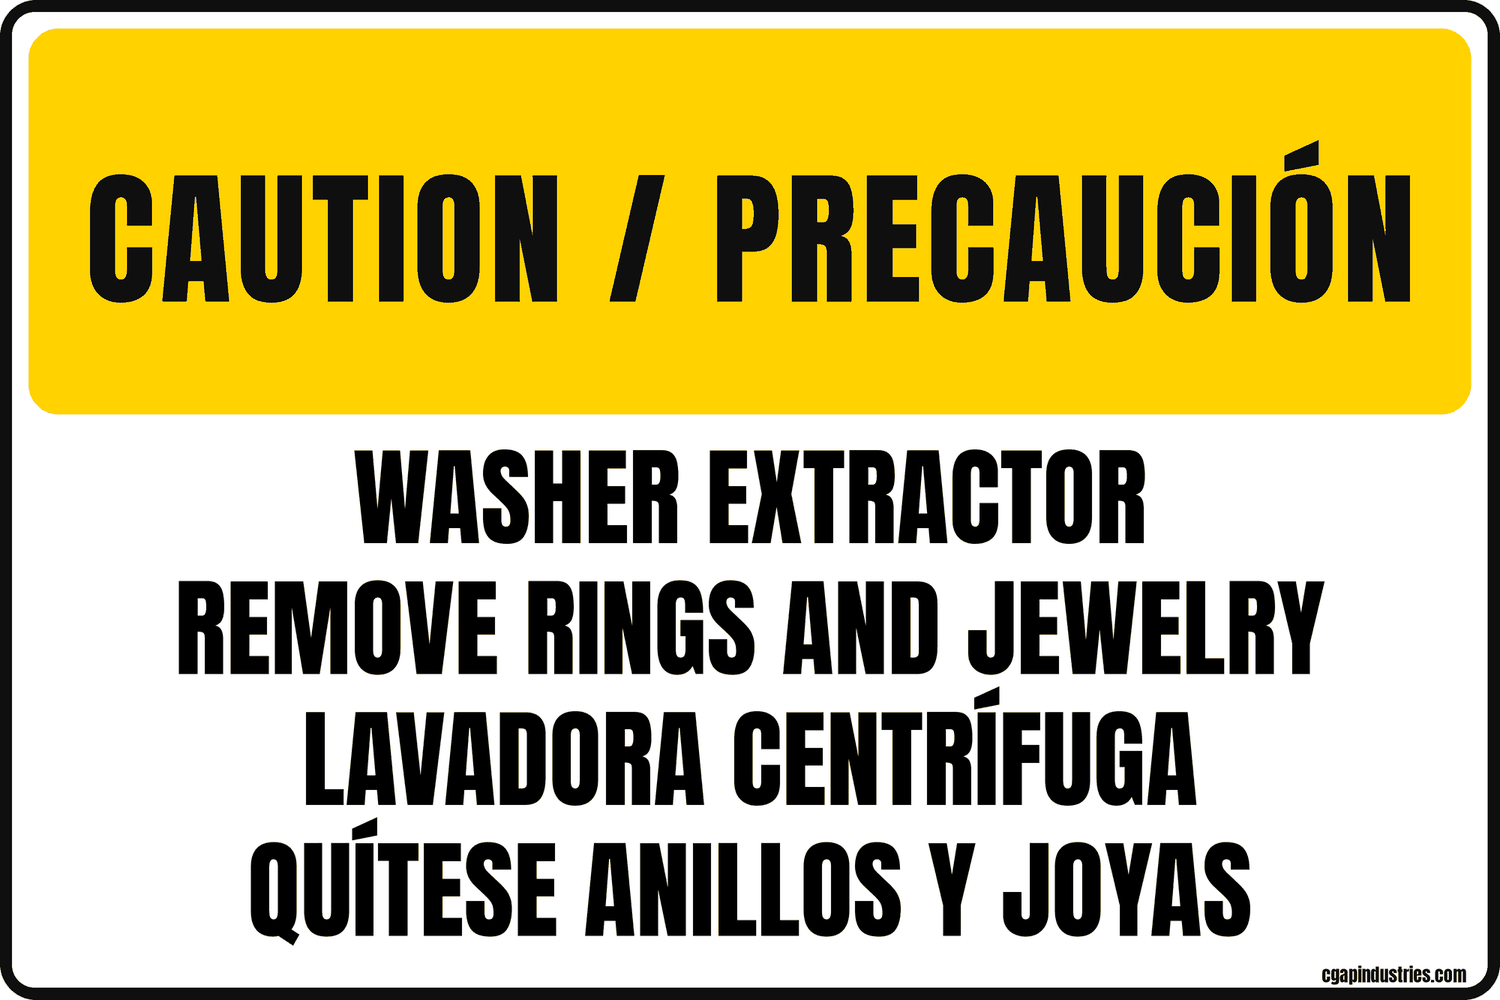 CAUTION / PRECAUCIÓN
WASHER EXTRACTOR
REMOVE RINGS AND JEWELRY
LAVADORA CENTRÍFUGA
QUÍTESE ANILLOS Y JOYAS
cgapindustries.com